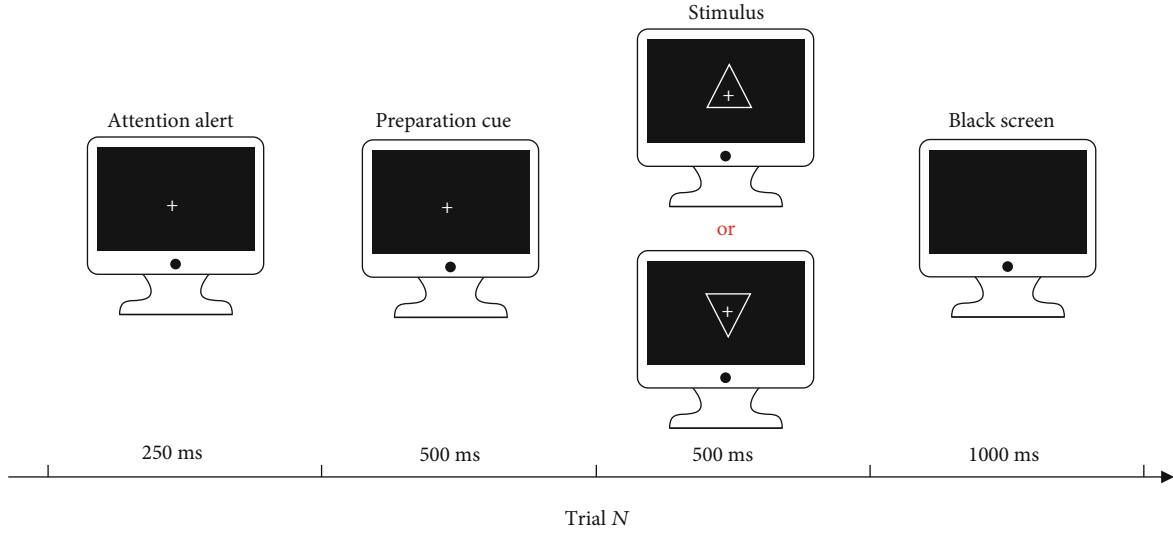 Stimulus
Attention alert
Preparation cue
Black screen
or
250 ms
500 ms
500 ms
1000 ms
Trial N